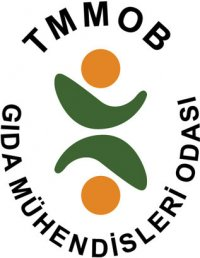 TMMOB
GIDA MÜHENDİSLERİ ODASI